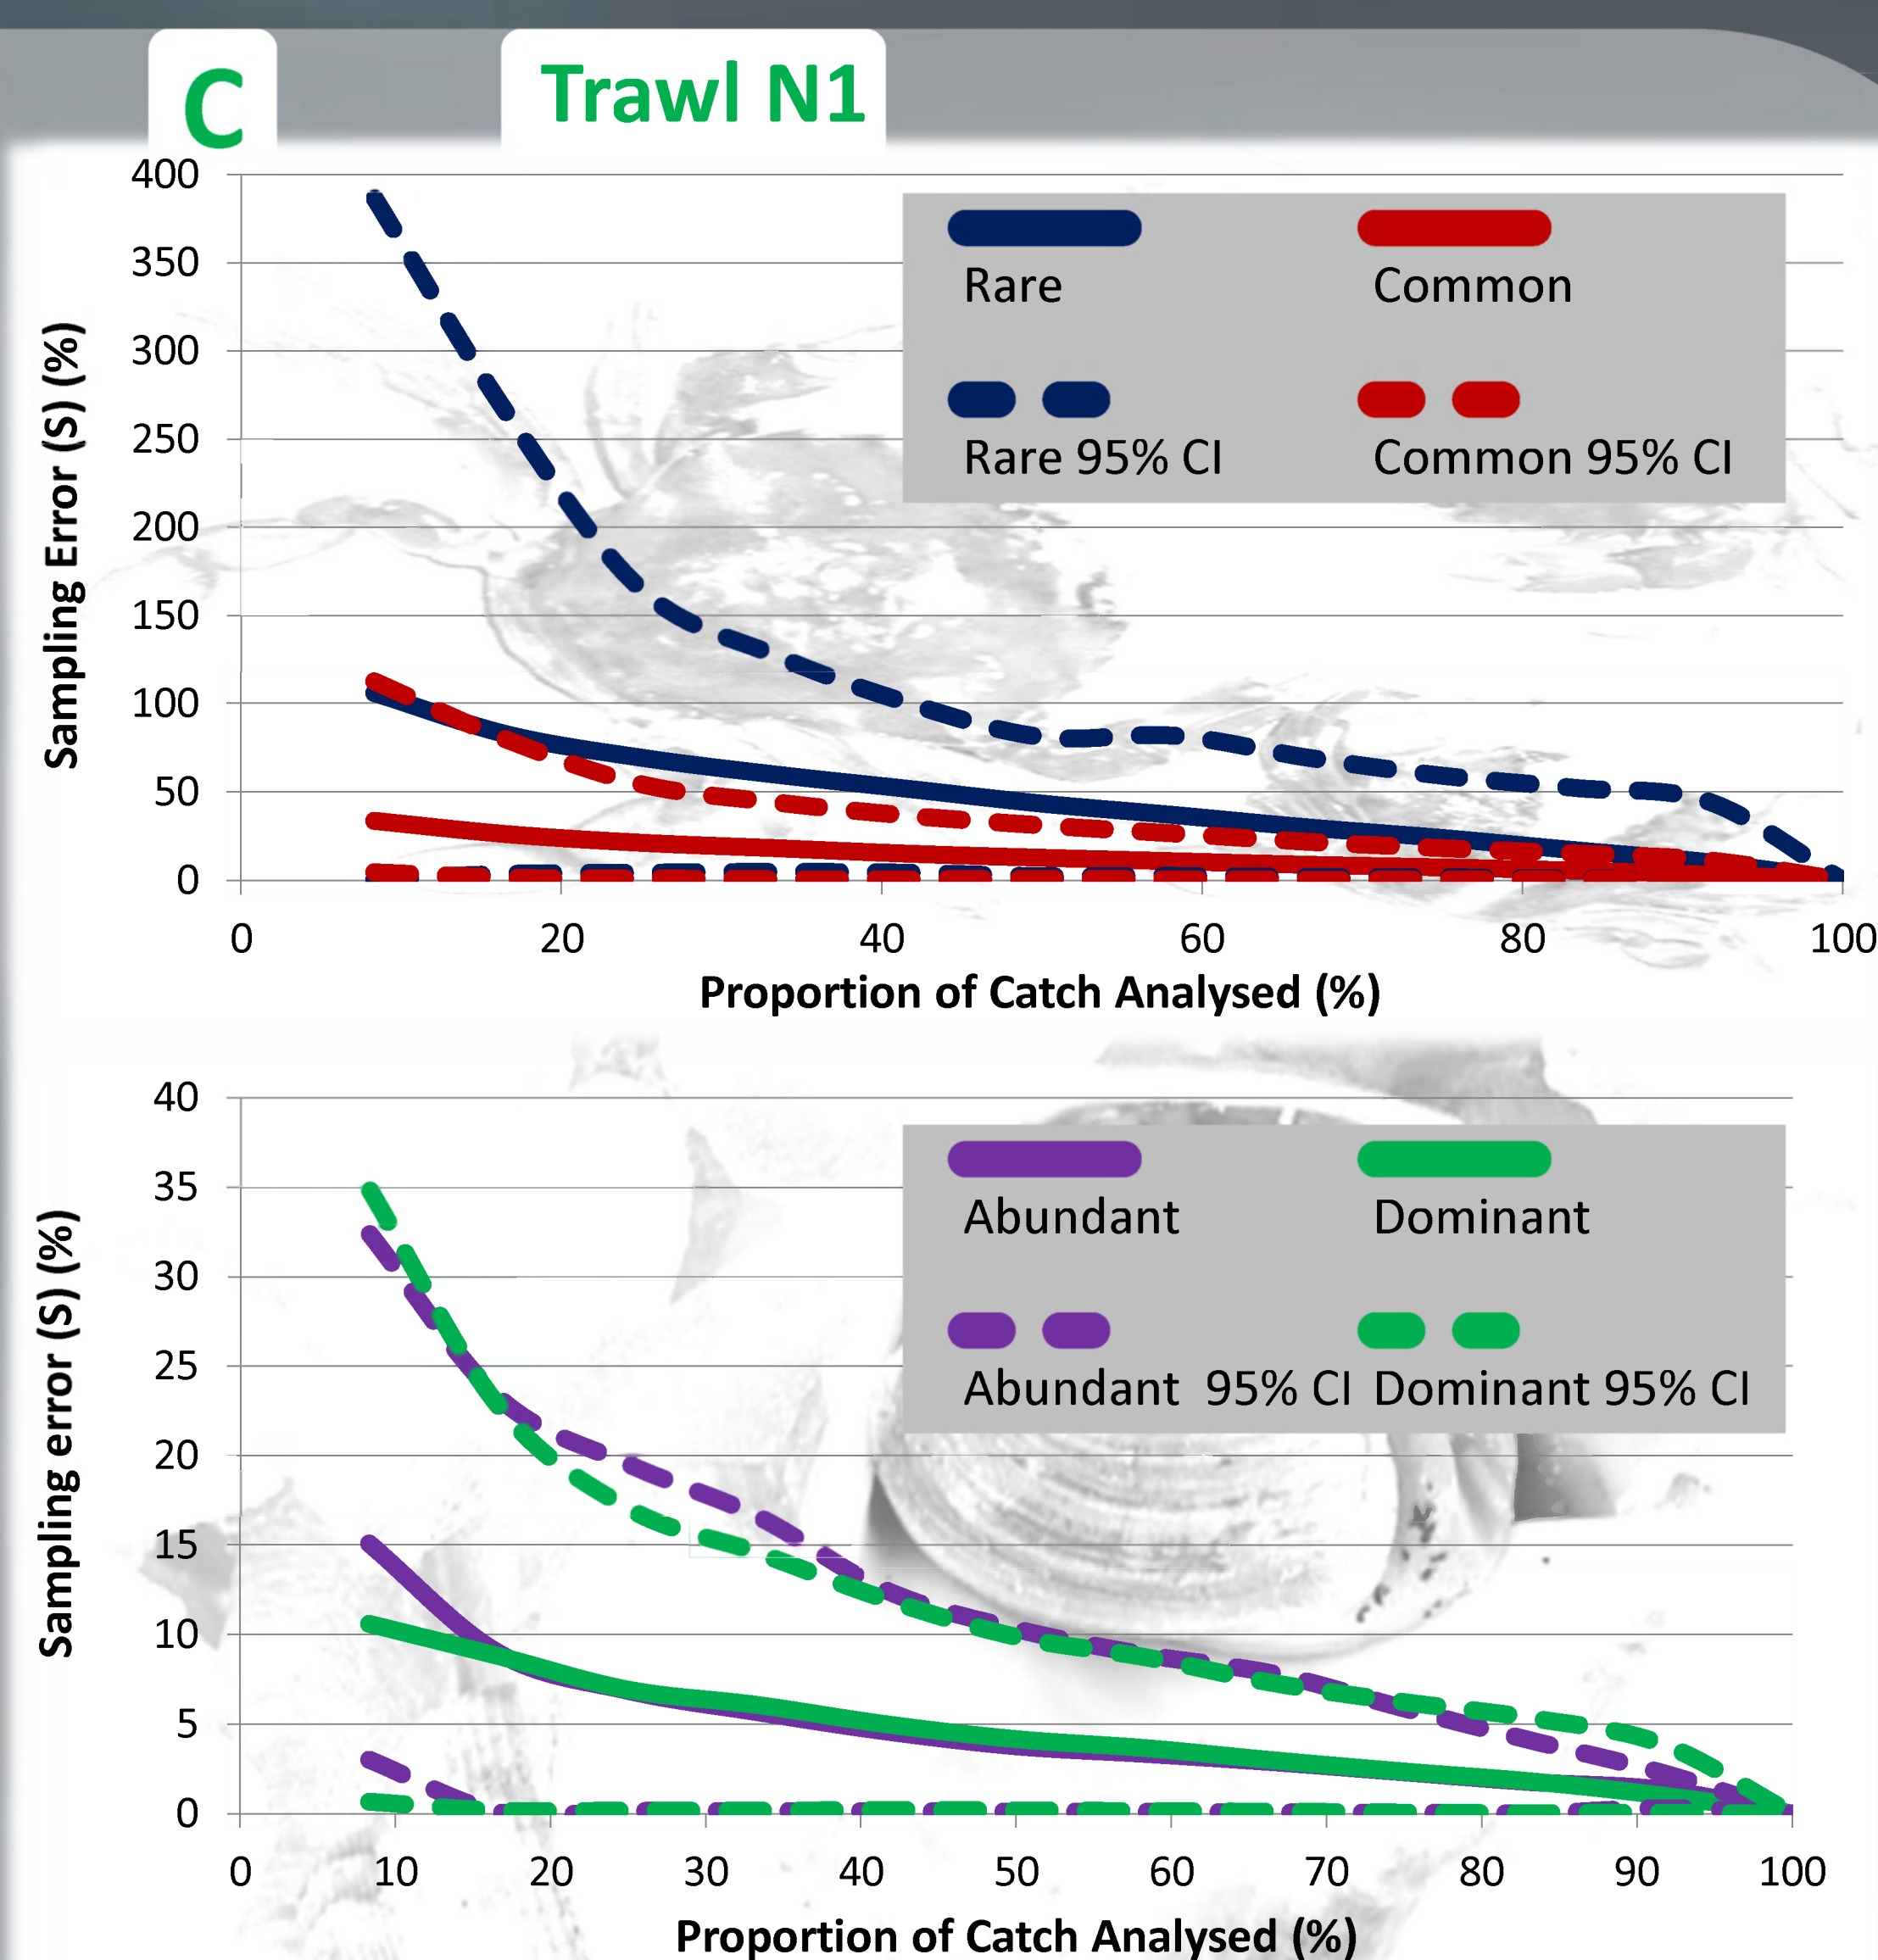 C Trawl N1
400
350
300
250
200
150
100
50
0
Sampling Error (S) (%)
Rare Common
Rare 95% CI Common 95% CI
0 20 40 60 80 100
Proportion of Catch Analysed (%)
40
35
30
25
20
15
10
5
0
Sampling error (S) (%)
Abundant Dominant
Abundant 95% CI Dominant 95% CI
0 10 20 30 40 50 60 70 80 90 100
Proportion of Catch Analysed (%)